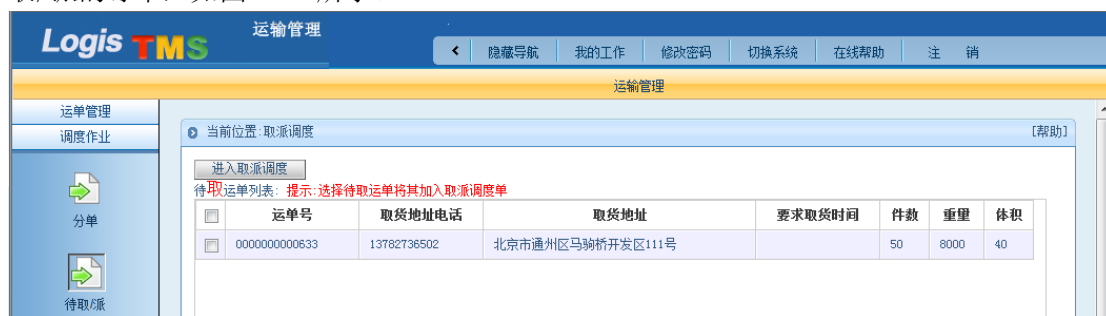 Logis TMS
运输管理
隐藏导航 我的工作 修改密码 切换系统 在线帮助 注 销
运输管理
运单管理
调度作业
分单
待取/派
当前位置:取派调度 [帮助]
进入取派调度
待取运单列表: 提示:选择待取运单将其加入取派调度单
运单号 取货地址电话 取货地址 要求取货时间 件数 重里 体积
0000000000633 13782736502 北京市通州区马驹桥开发区111号 50 8000 40